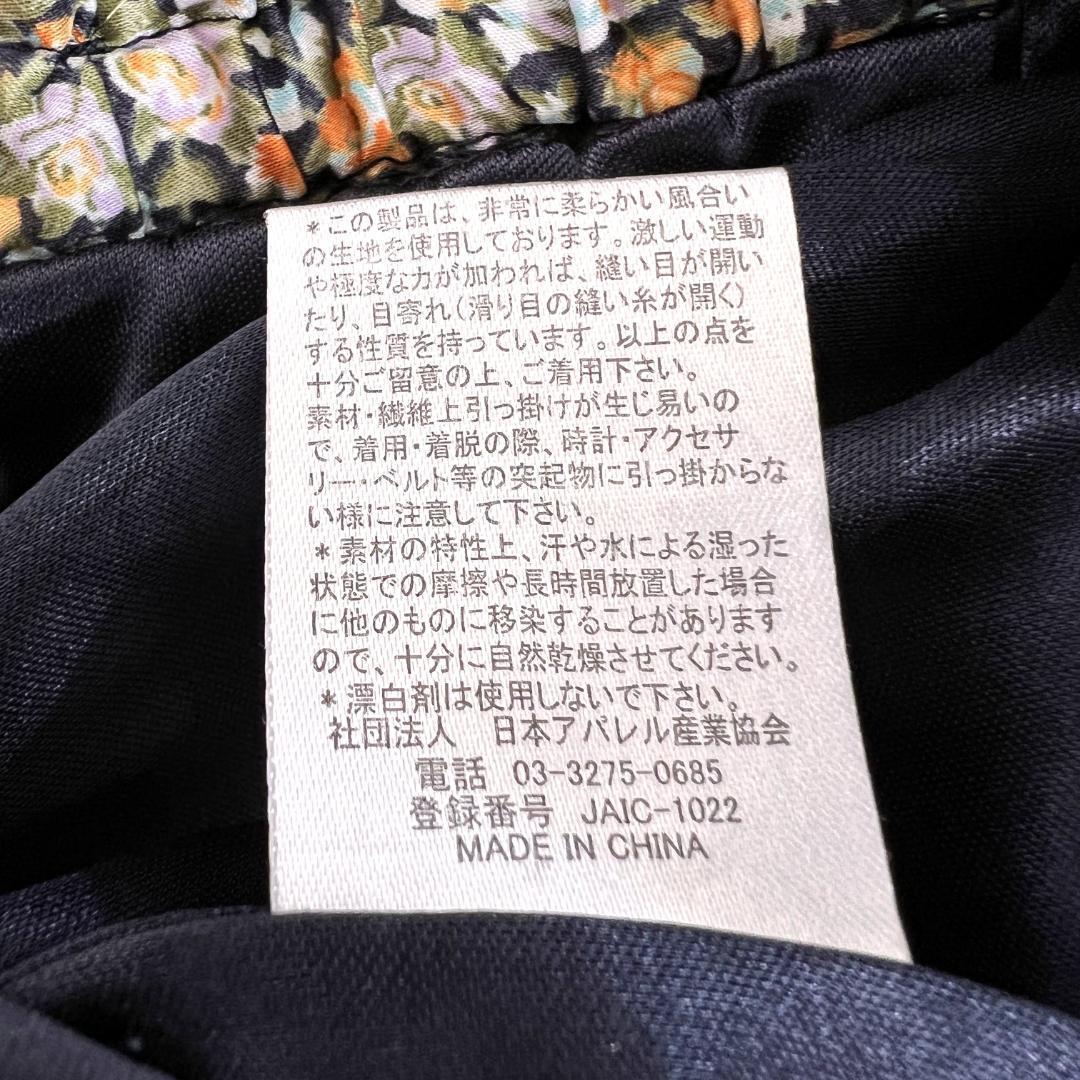 *この製品は、非常に柔らかい風合い
の生地を使用しております。激しい運動
や極度な力が加われば、縫い目が開い
たり、目寄れ(滑り目の縫い糸が開く)
する性質を持っています。以上の点を
十分ご留意の上、ご着用下さい。
素材・繊維上引っ掛けが生じ易いの
で、着用・着脱の際、時計・アクセサ
リー・ベルト等の突起物に引っ掛からな
い様に注意して下さい。
*素材の特性上、汗や水による湿った
状態での摩擦や長時間放置した場合
に他のものに移染することがあります
ので、十分に自然乾燥させてください。
*漂白剤は使用しないで下さい。
社団法人 日本アパレル産業協会
電話 03-3275-0685
登録番号 JAIC-1022
MADE IN CHINA